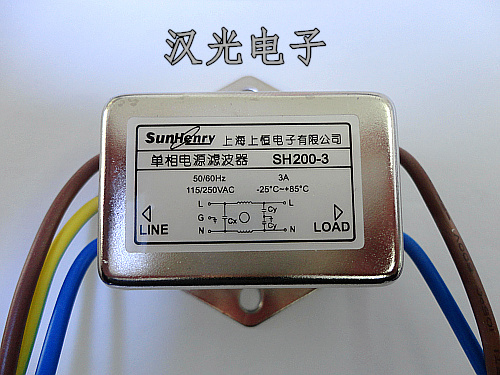 汉光电子
SunHenry 上海上恒电子有限公司
单相电源滤波器 SH200-3
50/60Hz 3A
115/250VAC -25°C~+85°C
L L
Cy
G Cx
Cy
N N
LINE LOAD